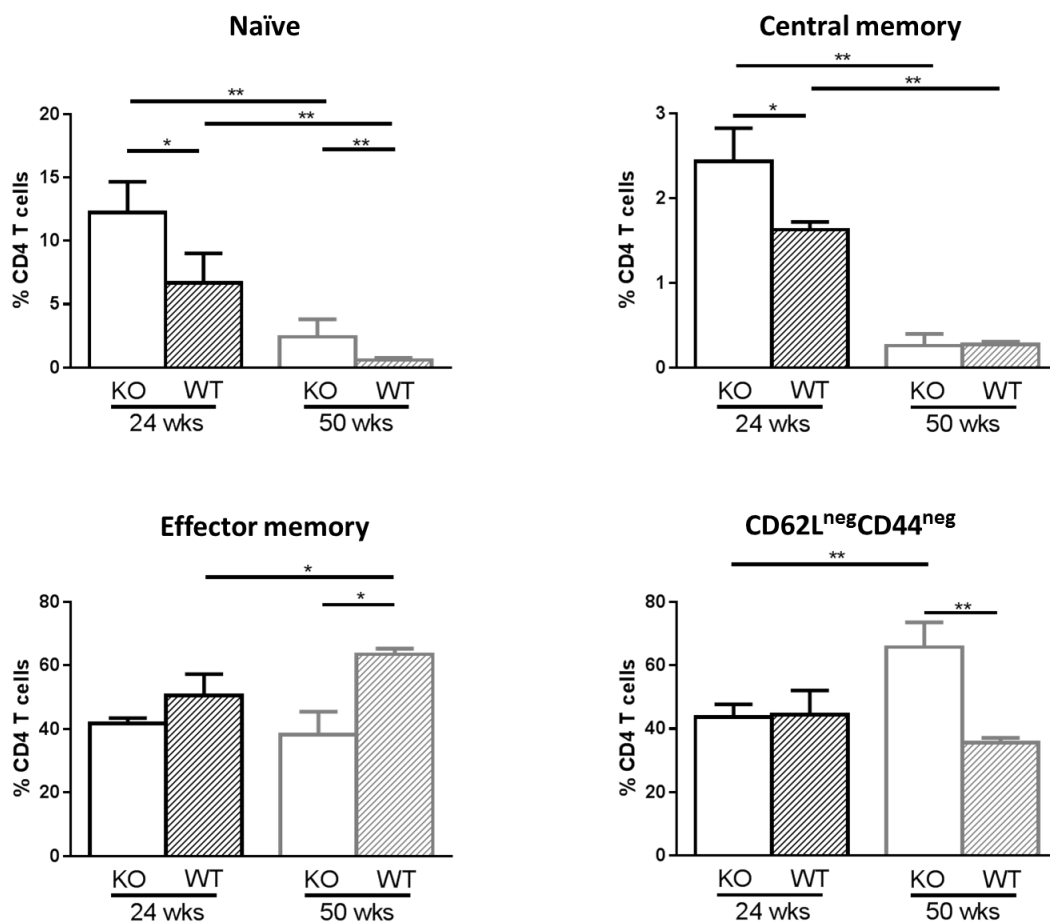 Naïve
**
**
* **
20
15
10
5
0
% CD4 T cells
KO WT KO WT
24 wks 50 wks
Central memory
**
**
*
3
2
1
0
% CD4 T cells
KO WT KO WT
24 wks 50 wks
Effector memory
*
*
80
60
40
20
0
% CD4 T cells
KO WT KO WT
24 wks 50 wks
CD62LnegCD44neg
**
**
80
60
40
20
0
% CD4 T cells
KO WT KO WT
24 wks 50 wks